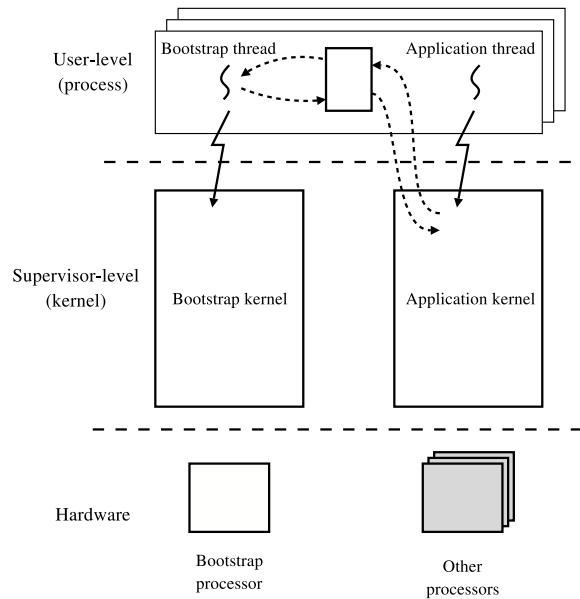 User-level
(process)
Bootstrap thread
Application thread
Supervisor-level
(kernel)
Bootstrap kernel
Application kernel
Hardware
Bootstrap
processor
Other
processors